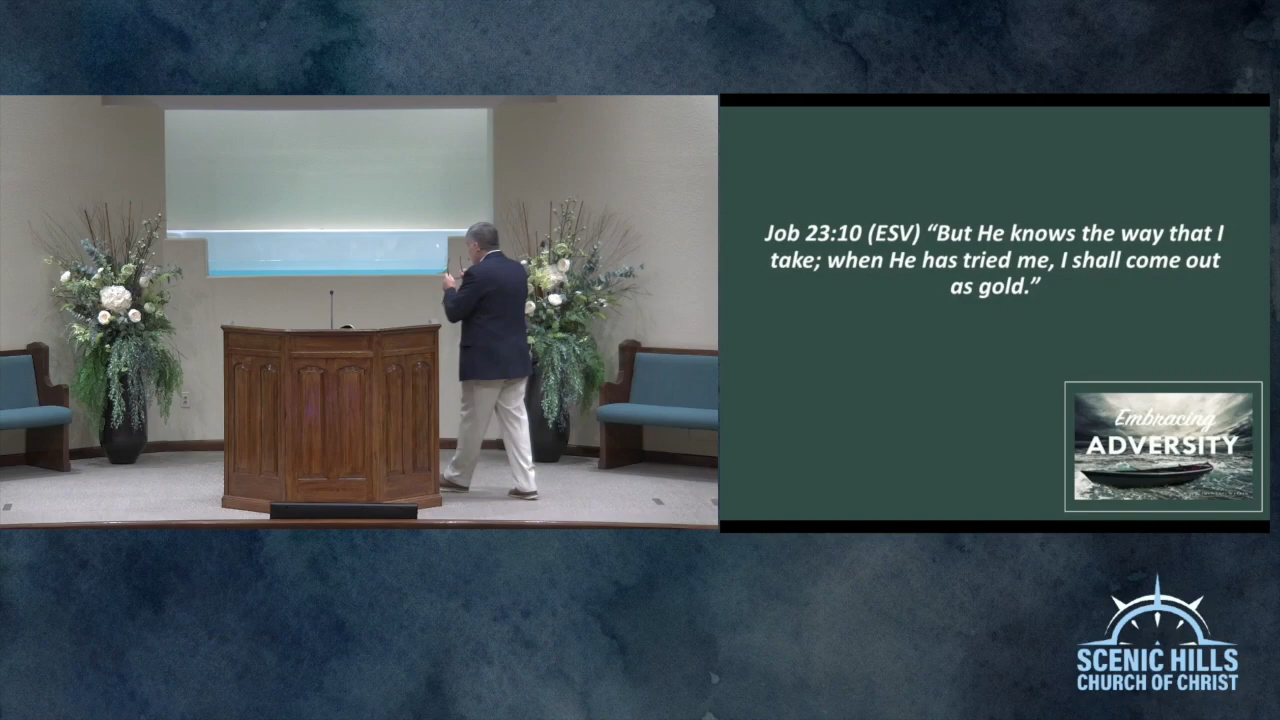 Job 23:10 (ESV) “But He knows the way that I
take; when He has tried me, I shall come out
as gold.”
Embracing
ADVERSITY
SCENIC HILLS
CHURCH OF CHRIST